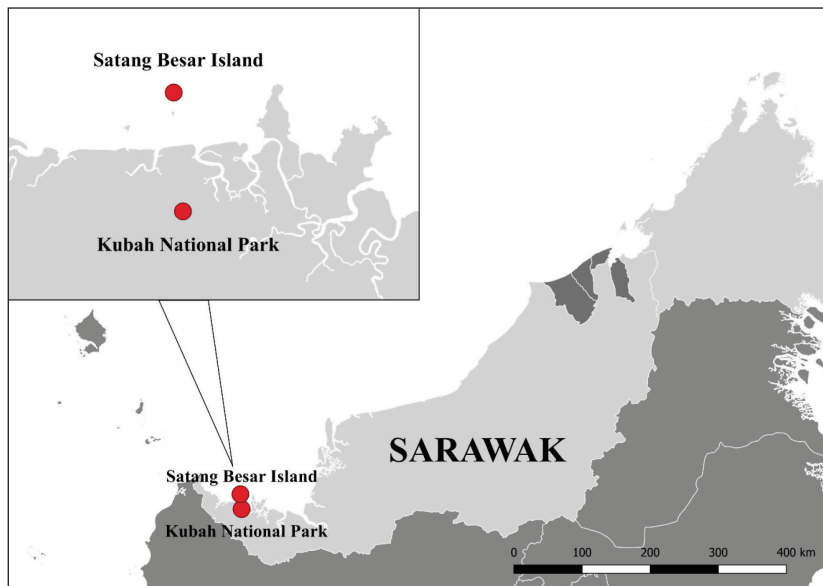 Satang Besar Island
Kubah National Park
SARAWAK
Satang Besar Island
Kubah National Park
0 100 200 300 400 km